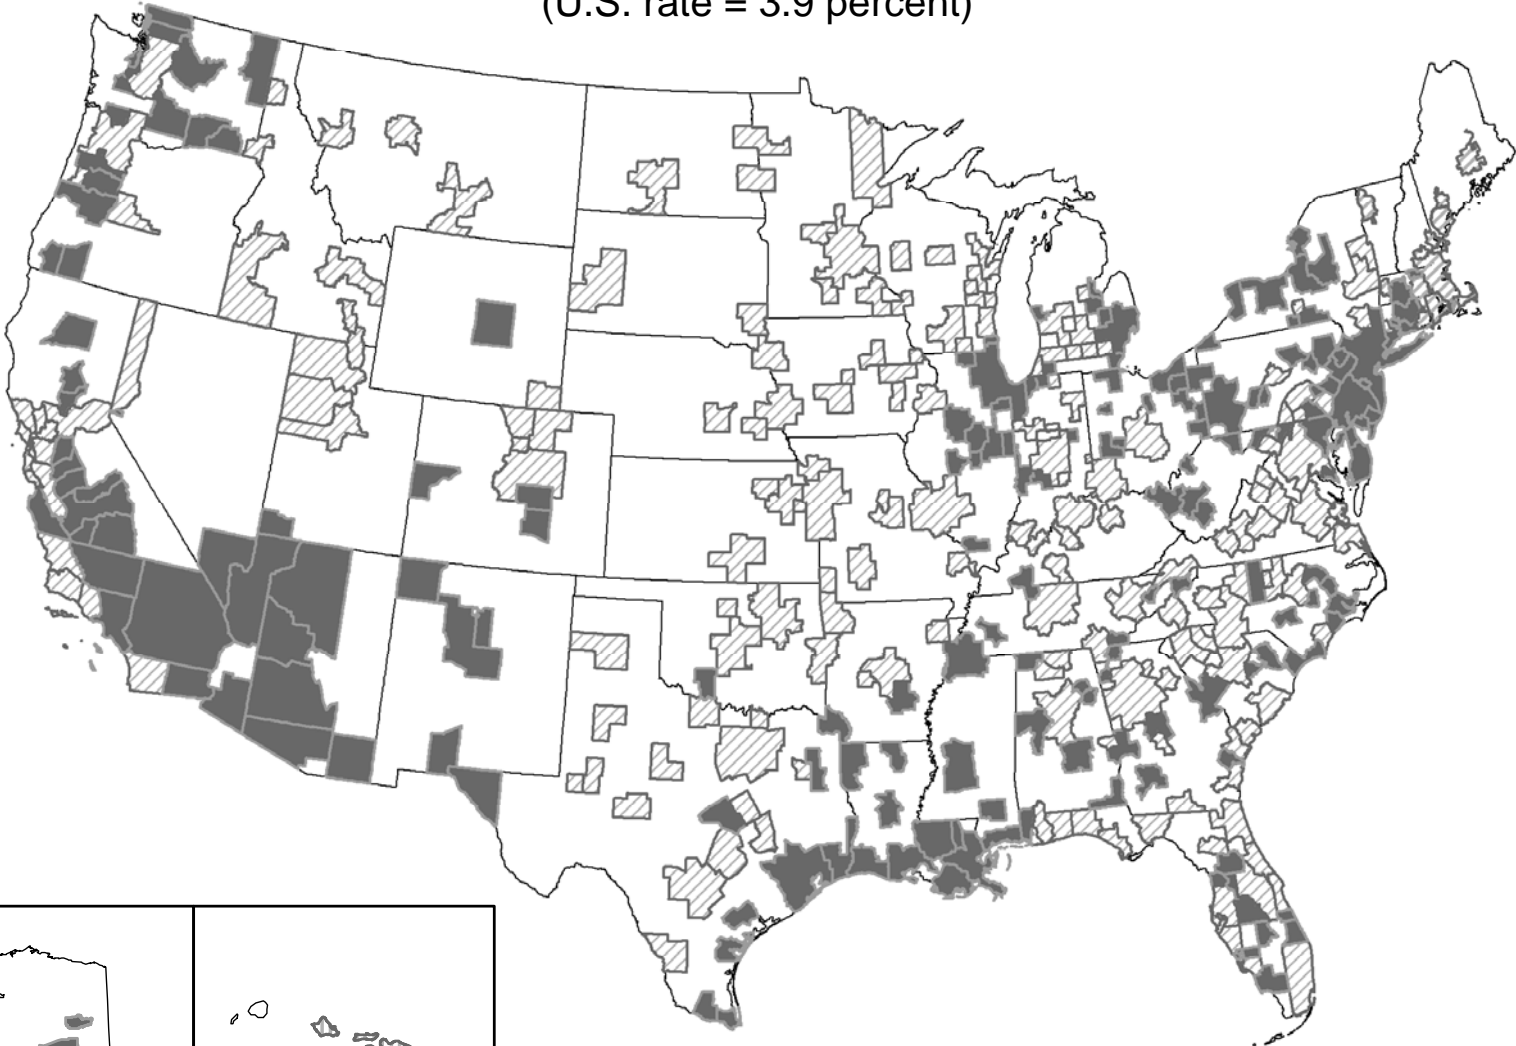 (U.S. rate = 3.9 percent)